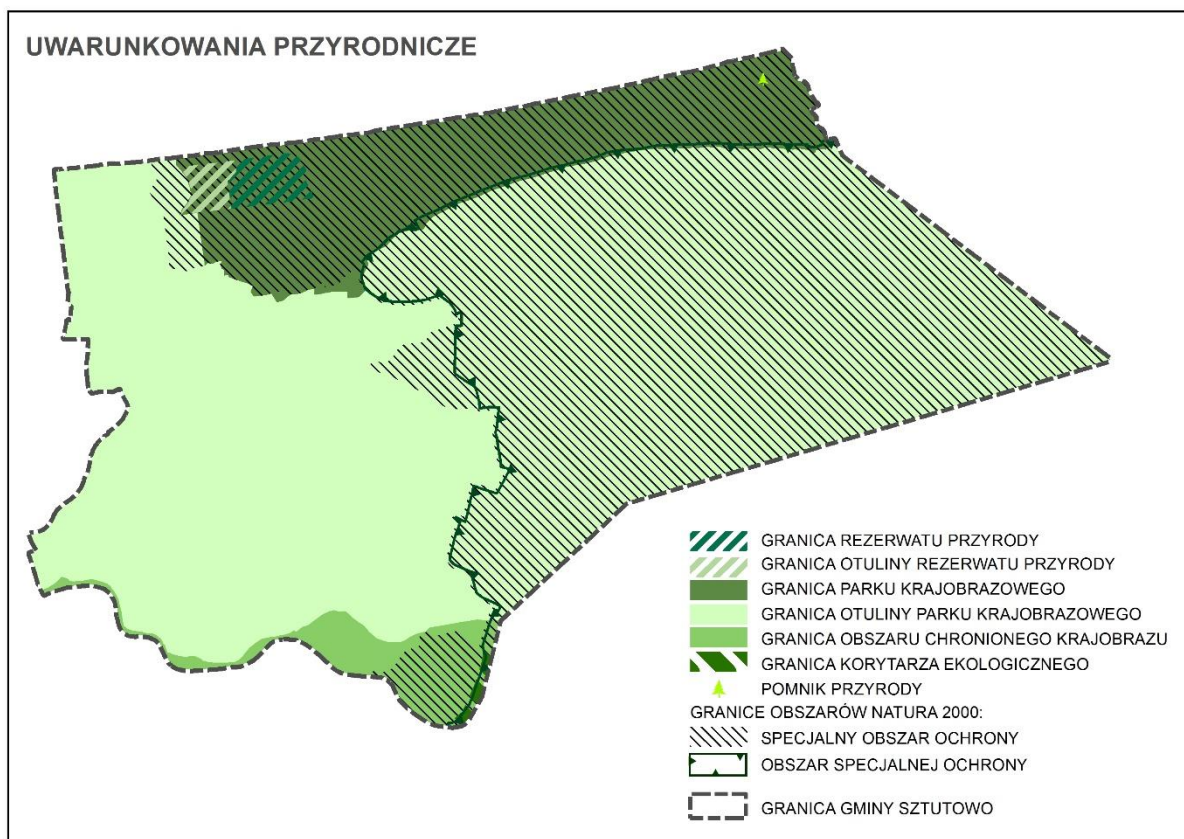 UWARUNKOWANIA PRZYRODNICZE
GRANICA REZERWATU PRZYRODY
GRANICA OTULINY REZERWATU PRZYRODY
GRANICA PARKU KRAJOBRAZOWEGO
GRANICA OTULINY PARKU KRAJOBRAZOWEGO
GRANICA OBSZARU CHRONIONEGO KRAJOBRAZU
GRANICA KORYTARZA EKOLOGICZNEGO
POMNIK PRZYRODY
GRANICE OBSZARÓW NATURA 2000:
SPECJALNY OBSZAR OCHRONY
OBSZAR SPECJALNEJ OCHRONY
GRANICA GMINY SZTUTOWO